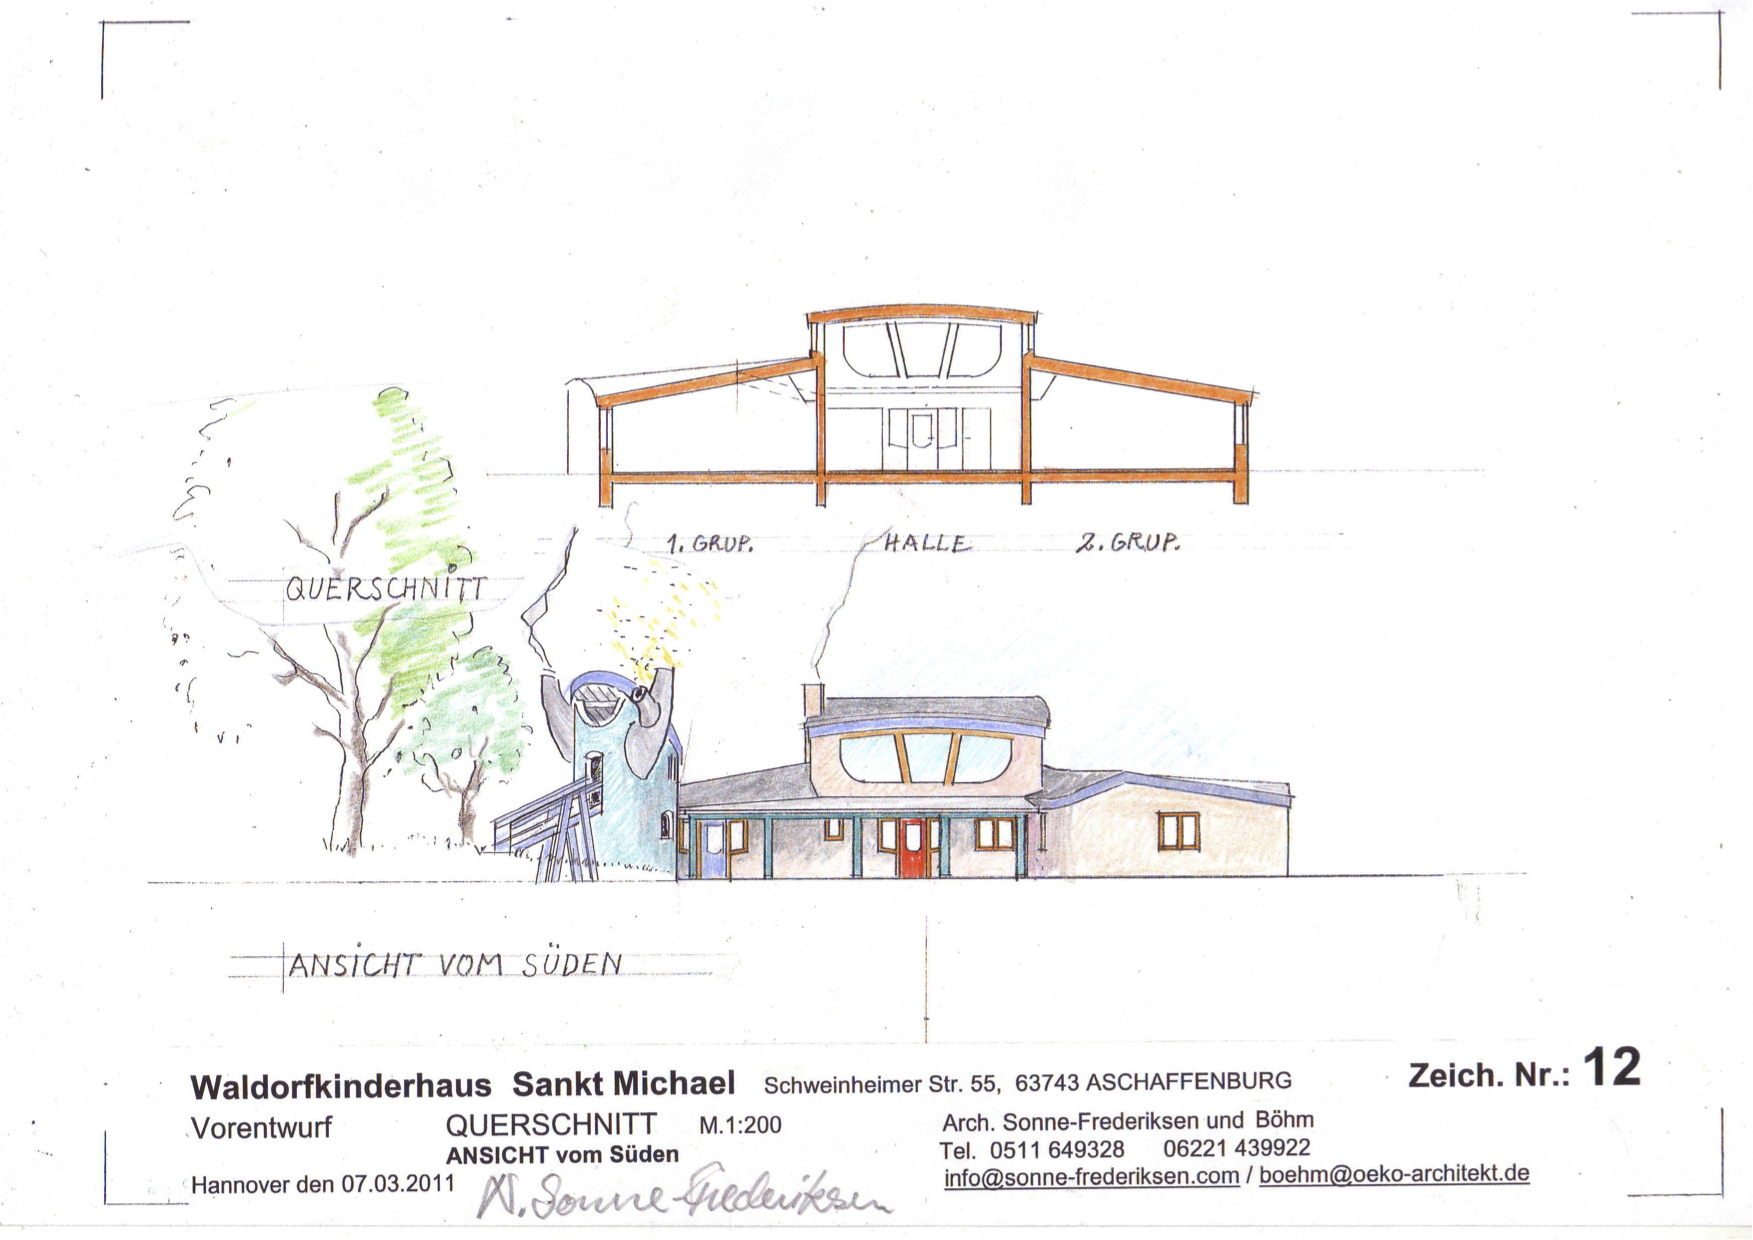 1. GRUP. HALLE 2. GRUP.
QUERSCHNITT
ANSICHT VOM SÜDEN
Waldorfkinderhaus Sankt Michael Schweinheimer Str. 55, 63743 ASCHAFFENBURG Zeich. Nr.: 12
Vorentwurf QUERSCHNITT M.1:200 Arch. Sonne-Frederiksen und Böhm
ANSICHT vom Süden Tel. 0511 649328 06221 439922
Hannover den 07.03.2011 N. Sonne-Frederiksen info@sonne-frederiksen.com / boehm@oeko-architekt.de